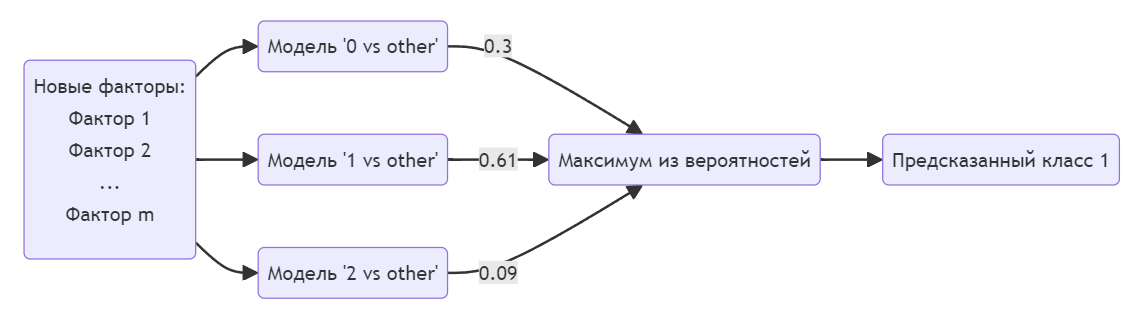 Новые факторы:
Фактор 1
Фактор 2
...
Фактор m
Модель '0 vs other'
0.3
Модель '1 vs other'
0.61
Модель '2 vs other'
0.09
Максимум из вероятностей
Предсказанный класс 1